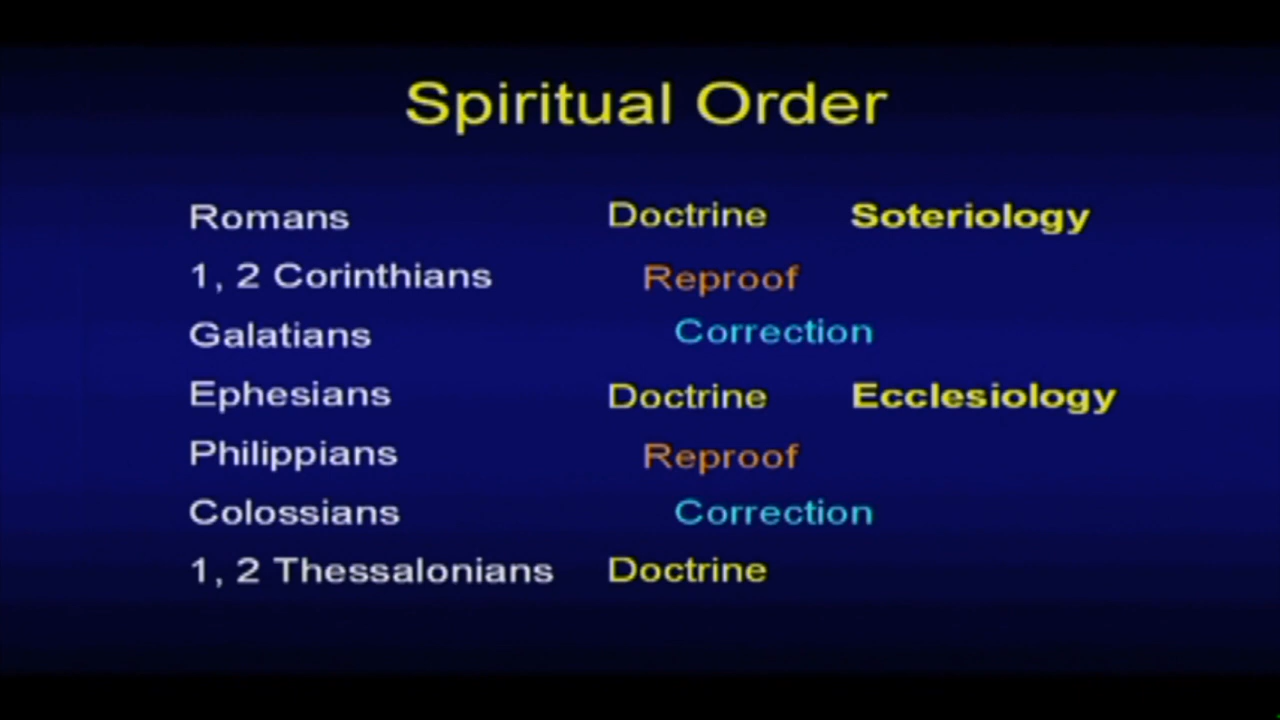 Spiritual Order
Romans Doctrine Soteriology
1, 2 Corinthians Reproof
Galatians Correction
Ephesians Doctrine Ecclesiology
Philippians Reproof
Colossians Correction
1, 2 Thessalonians Doctrine